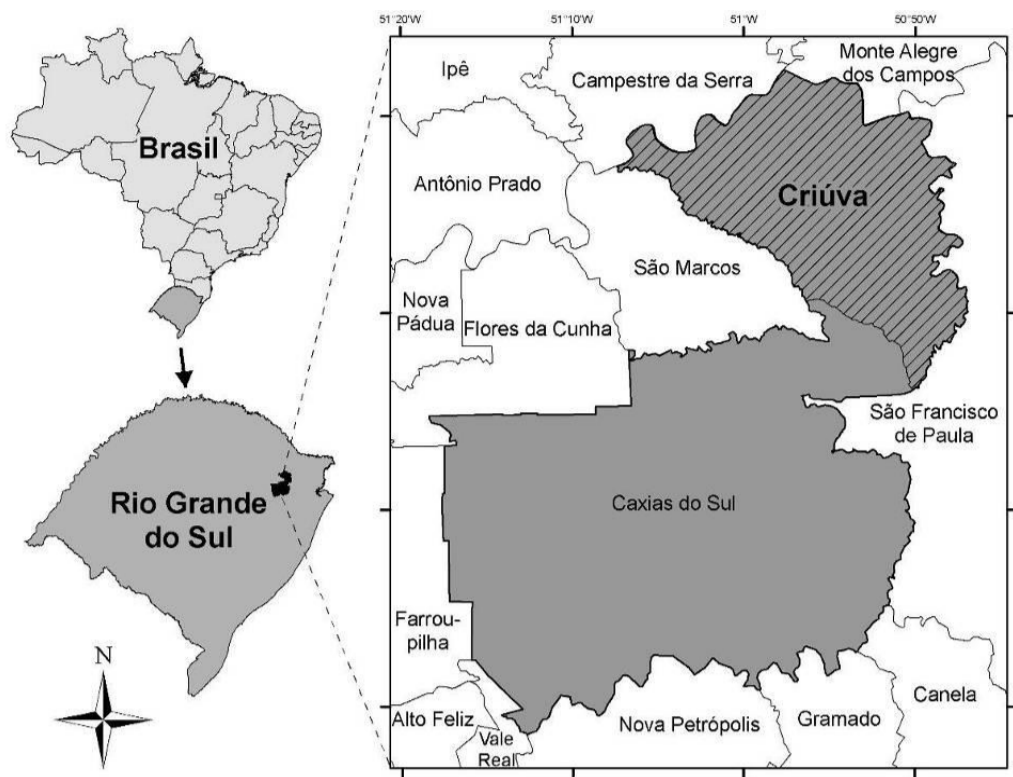 51°20"W
51°10"W
51°"W
50°50"W
Brasil
Rio Grande
do Sul
N
Ipê
Campestre da Serra
Monte Alegre
dos Campos
Antônio Prado
Criúva
São Marcos
Nova
Pádua
Flores da Cunha
São Francisco
de Paula
Caxias do Sul
Farrou-
pilha
Canela
Alto Feliz
Vale
Real
Nova Petrópolis
Gramado